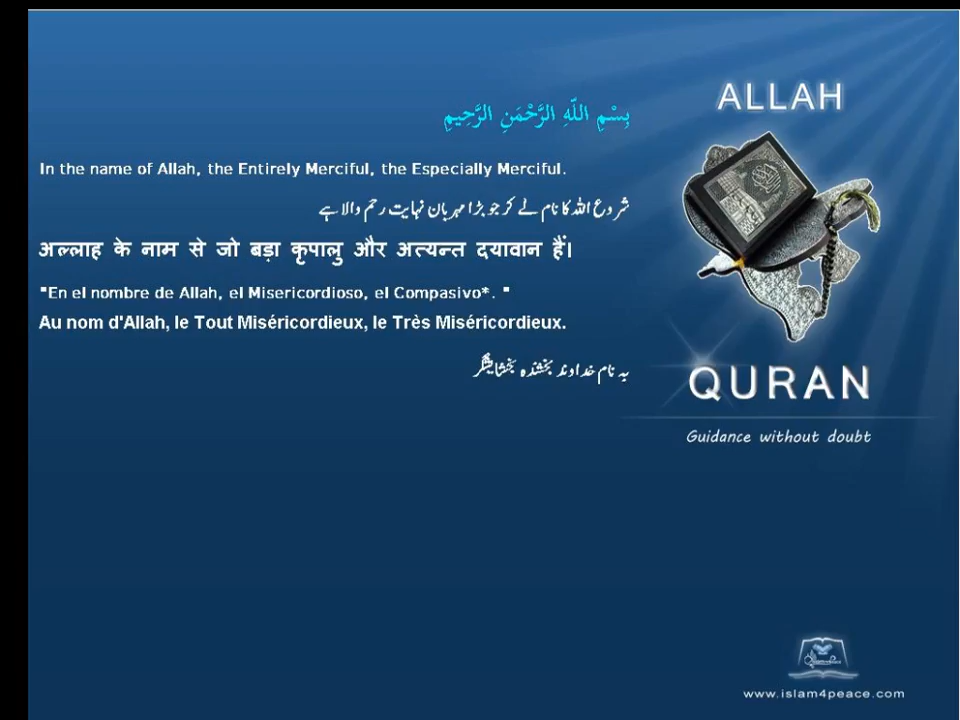 بِسْمِ اللّهِ الرَّحْمَنِ الرَّحِيمِ
In the name of Allah, the Entirely Merciful, the Especially Merciful.
شروع اللہ کا نام لے کر جو بڑا مہربان نہایت رحم والا ہے
अल्लाह के नाम से जो बड़ा कृपालु और अत्यन्त दयावान हैं।
"En el nombre de Allah, el Misericordioso, el Compasivo*. "
Au nom d'Allah, le Tout Miséricordieux, le Très Miséricordieux.
به نام خداوند بخشنده بخشایشگر
ALLAH
QURAN
Guidance without doubt
www.islam4peace.com